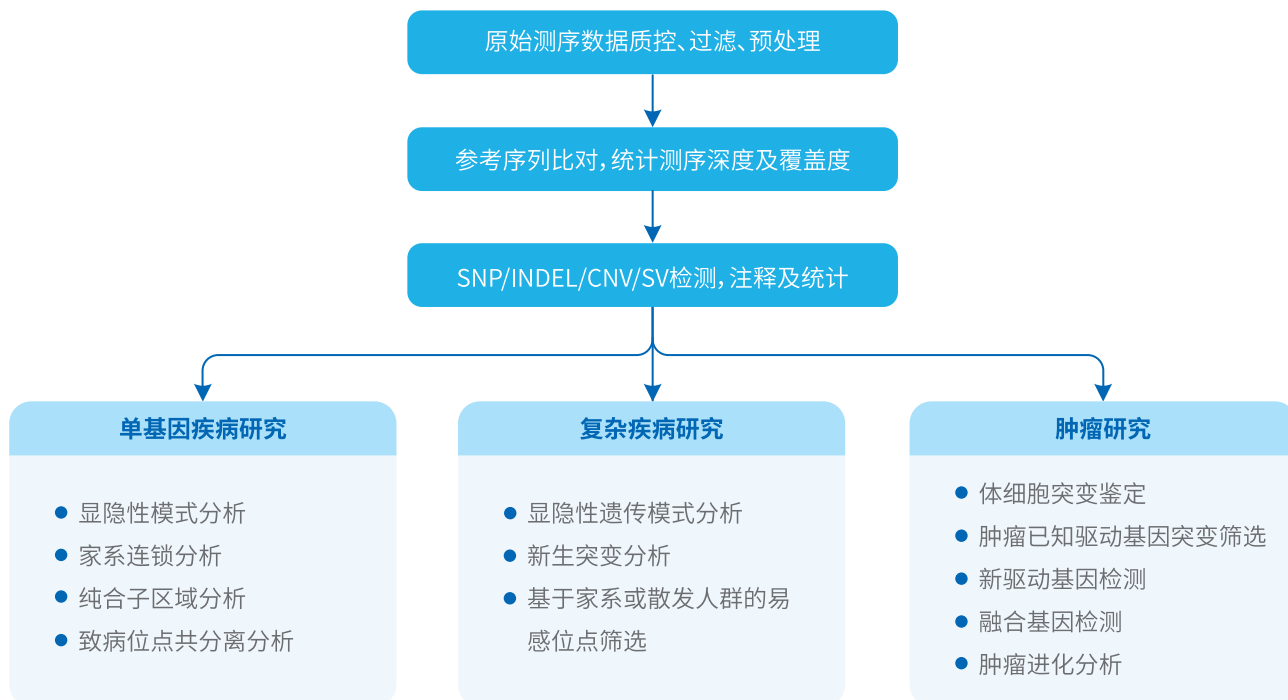 原始测序数据质控、过滤、预处理
参考序列比对，统计测序深度及覆盖度
SNP/INDEL/CNV/SV检测，注释及统计
单基因疾病研究
显隐性模式分析
家系连锁分析
纯合子区域分析
致病位点共分离分析
复杂疾病研究
显隐性遗传模式分析
新生突变分析
基于家系或散发人群的易
感位点筛选
肿瘤研究
体细胞突变鉴定
肿瘤已知驱动基因突变筛选
新驱动基因检测
融合基因检测
肿瘤进化分析